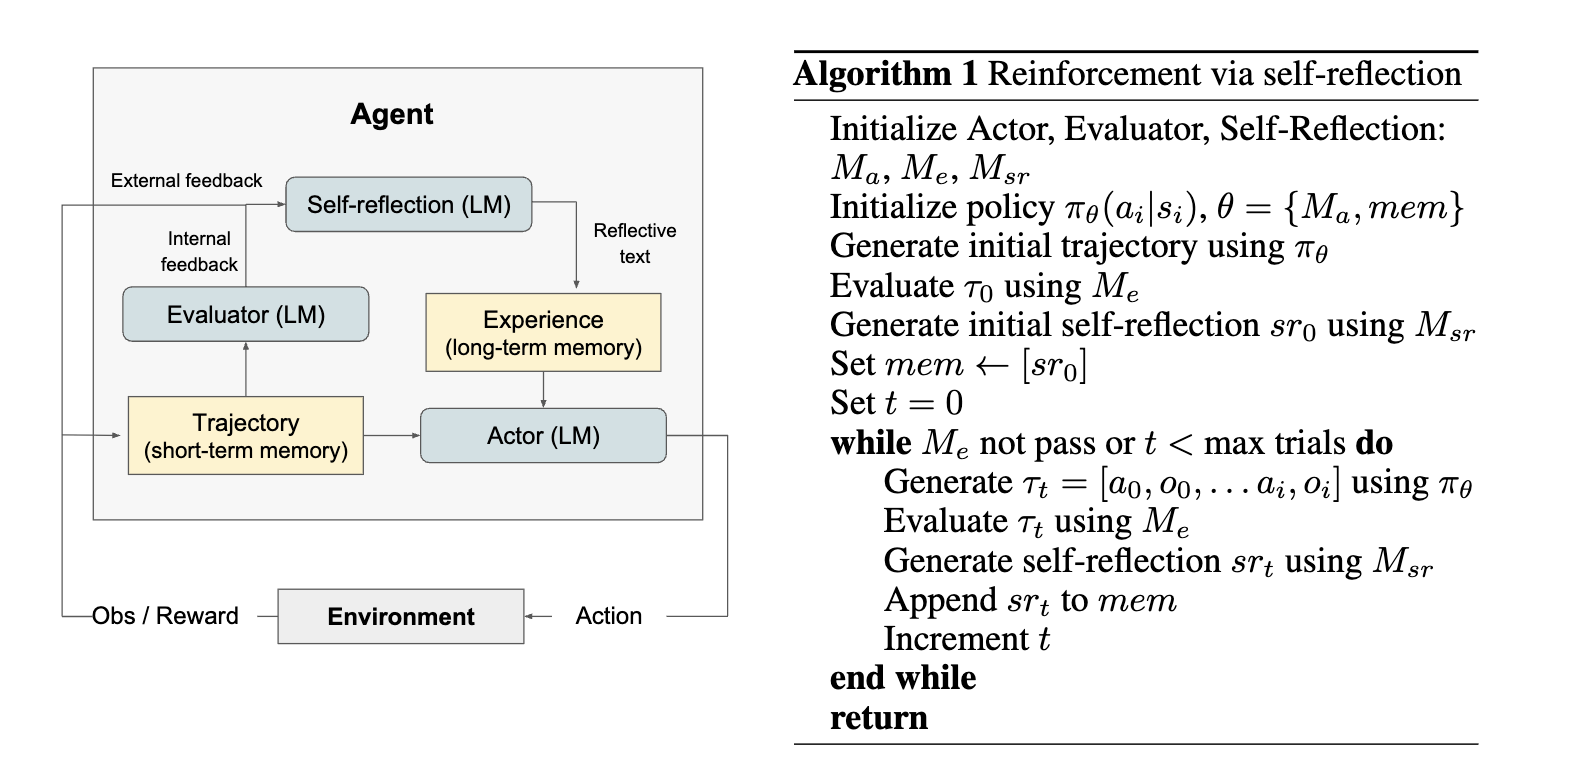 Agent
External feedback
Self-reflection (LM)
Internal
feedback
Reflective
text
Evaluator (LM)
Experience
(long-term memory)
Trajectory
(short-term memory)
Actor (LM)
Obs / Reward
Environment
Action
Algorithm 1 Reinforcement via self-reflection
Initialize Actor, Evaluator, Self-Reflection:
$M_a$, $M_e$, $M_{sr}$
Initialize policy $\pi_\theta(a_i|s_i)$, $\theta = \{M_a, mem\}$
Generate initial trajectory using $\pi_\theta$
Evaluate $\tau_0$ using $M_e$
Generate initial self-reflection $sr_0$ using $M_{sr}$
Set $mem \leftarrow [sr_0]$
Set $t = 0$
while $M_e$ not pass or $t <$ max trials do
Generate $\tau_t = [a_0, o_0, \ldots a_i, o_i]$ using $\pi_\theta$
Evaluate $\tau_t$ using $M_e$
Generate self-reflection $sr_t$ using $M_{sr}$
Append $sr_t$ to $mem$
Increment $t$
end while
return